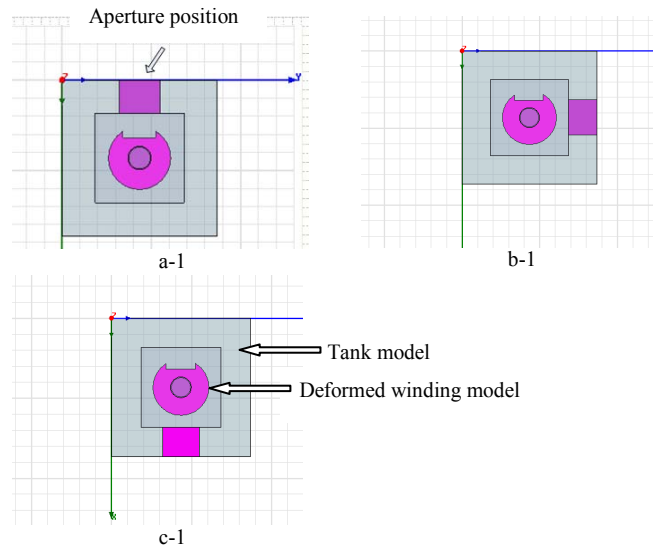 Aperture position
Z
Y
a-1
Z
b-1
Z
Tank model
Deformed winding model
X
c-1